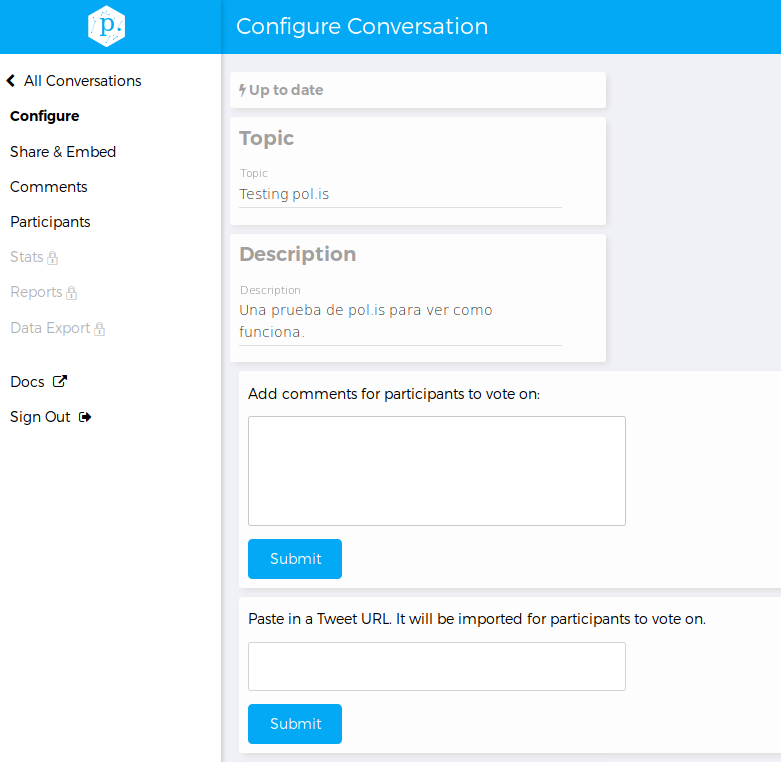 p.
Configure Conversation
All Conversations
Configure
Share & Embed
Comments
Participants
Stats
Reports
Data Export
Docs
Sign Out
Up to date
Topic
Topic
Testing pol.is
Description
Description
Una prueba de pol.is para ver como
funciona.
Add comments for participants to vote on:
Submit
Paste in a Tweet URL. It will be imported for participants to vote on.
Submit